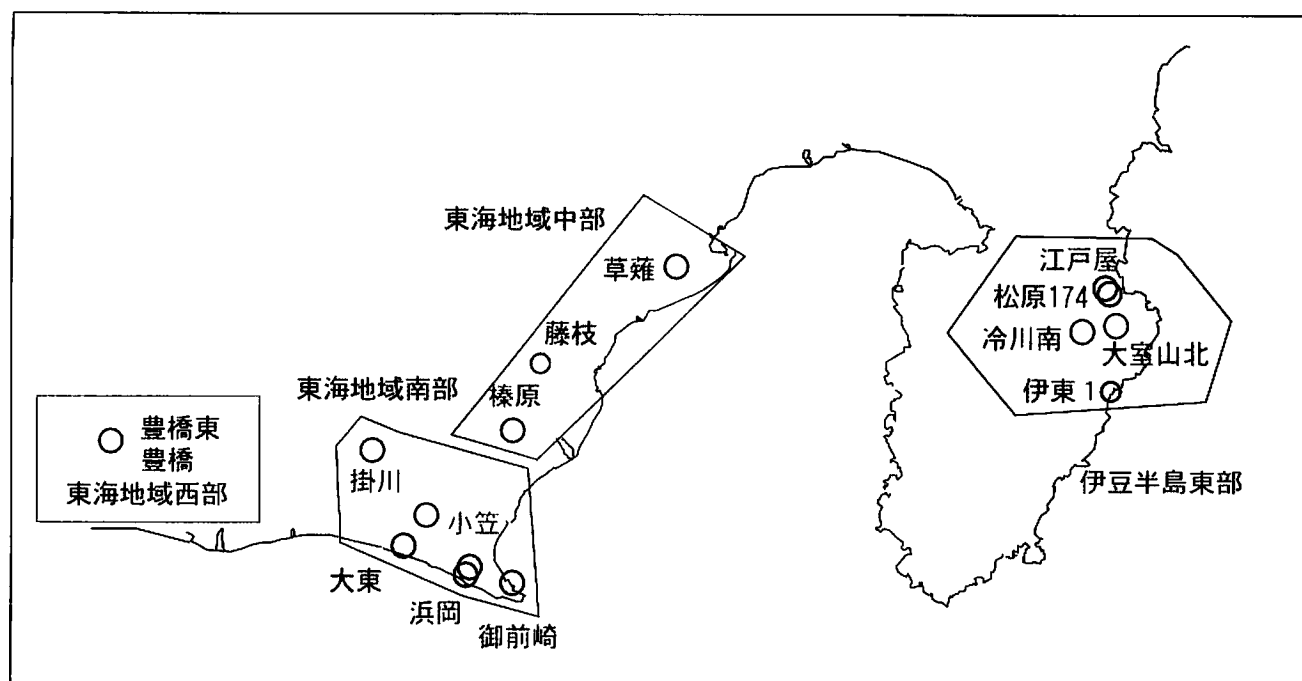 東海地域中部
草薙
藤枝
榛原
東海地域南部
掛川
小笠
大東
浜岡
御前崎
豊橋東
豊橋
東海地域西部
江戸屋
松原174
冷川南
大室山北
伊東1
伊豆半島東部